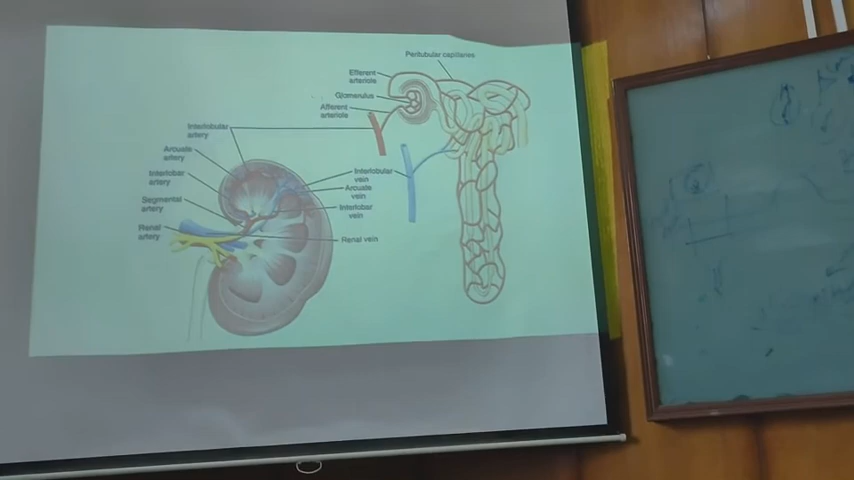 Peritubular capillaries
Efferent
arteriole
Glomerulus
Afferent
arteriole
Interlobular
artery
Arcuate
artery
Interlobar
artery
Segmental
artery
Renal
artery
Interlobular
vein
Arcuate
vein
Interlobar
vein
Renal vein